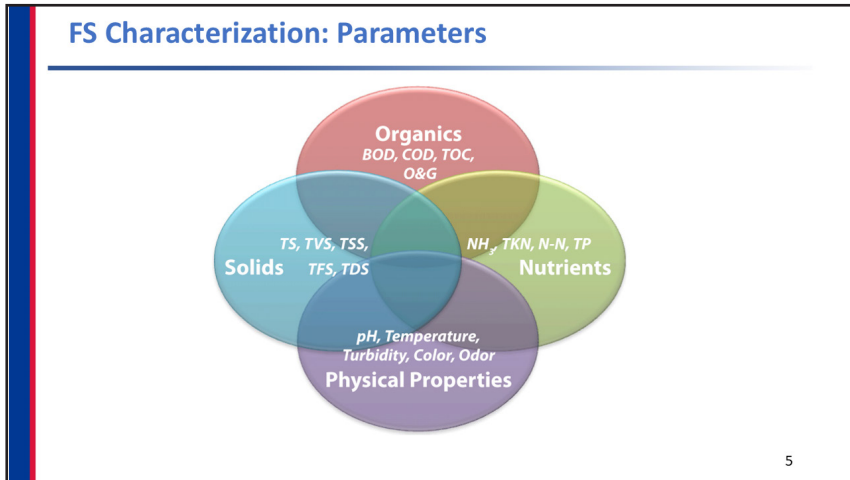 FS Characterization: Parameters
Organics
BOD, COD, TOC,
O&G
TS, TVS, TSS,
Solids TFS, TDS
NH3, TKN, N-N, TP
Nutrients
pH, Temperature,
Turbidity, Color, Odor
Physical Properties
5